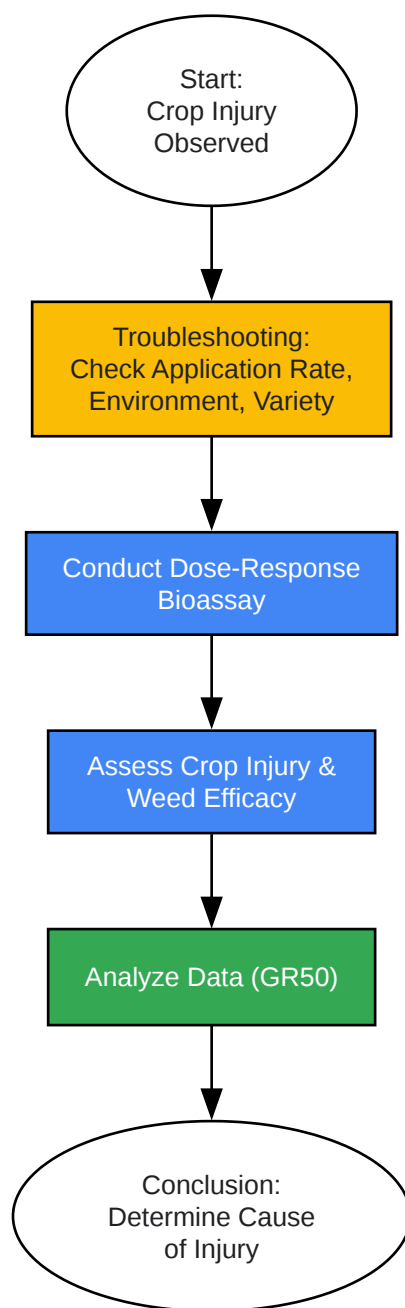 Start:
Crop Injury
Observed
Troubleshooting:
Check Application Rate,
Environment, Variety
Conduct Dose-Response
Bioassay
Assess Crop Injury &
Weed Efficacy
Analyze Data (GR50)
Conclusion:
Determine Cause
of Injury